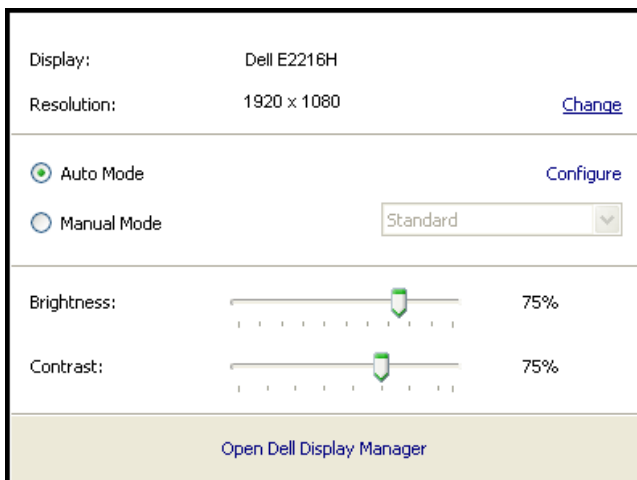 Display: Dell E2216H
Resolution: 1920 x 1080 Change
Auto Mode Configure
Manual Mode Standard
Brightness: 75%
Contrast: 75%
Open Dell Display Manager